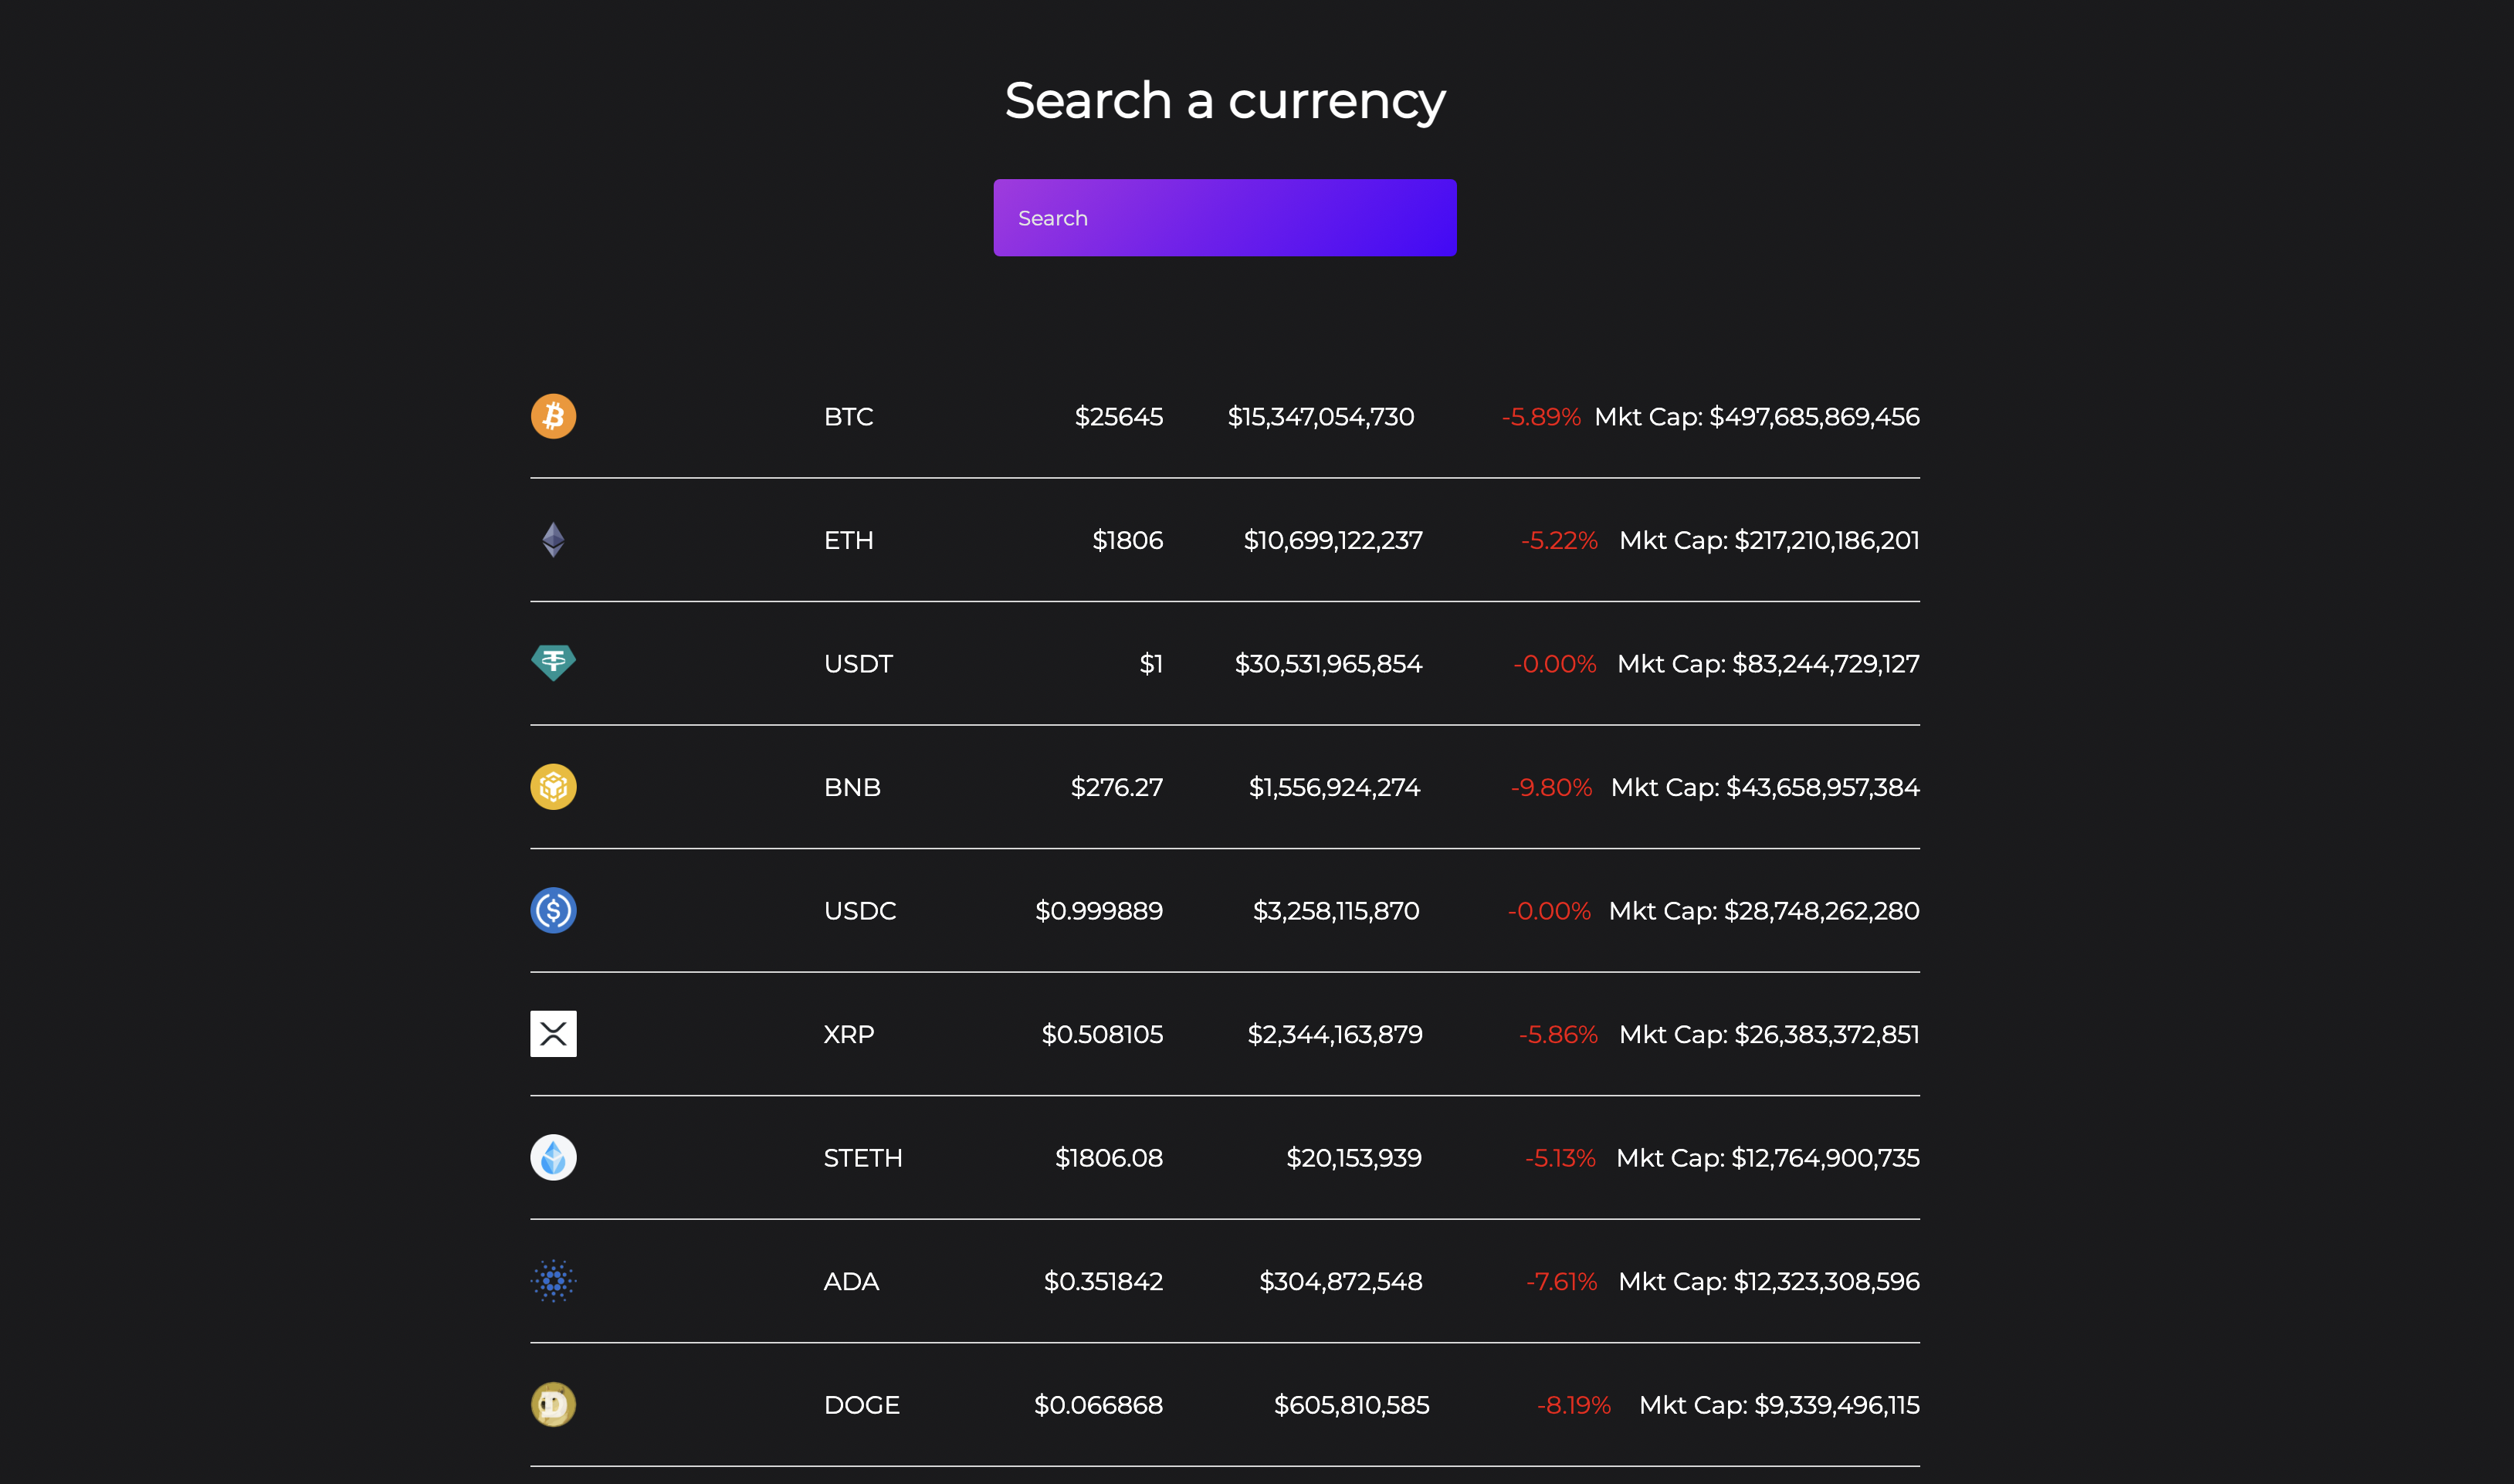 Search a currency
Search
BTC $25645 $15,347,054,730 -5.89% Mkt Cap: $497,685,869,456
ETH $1806 $10,699,122,237 -5.22% Mkt Cap: $217,210,186,201
USDT $1 $30,531,965,854 -0.00% Mkt Cap: $83,244,729,127
BNB $276.27 $1,556,924,274 -9.80% Mkt Cap: $43,658,957,384
USDC $0.999889 $3,258,115,870 -0.00% Mkt Cap: $28,748,262,280
XRP $0.508105 $2,344,163,879 -5.86% Mkt Cap: $26,383,372,851
STETH $1806.08 $20,153,939 -5.13% Mkt Cap: $12,764,900,735
ADA $0.351842 $304,872,548 -7.61% Mkt Cap: $12,323,308,596
DOGE $0.066868 $605,810,585 -8.19% Mkt Cap: $9,339,496,115